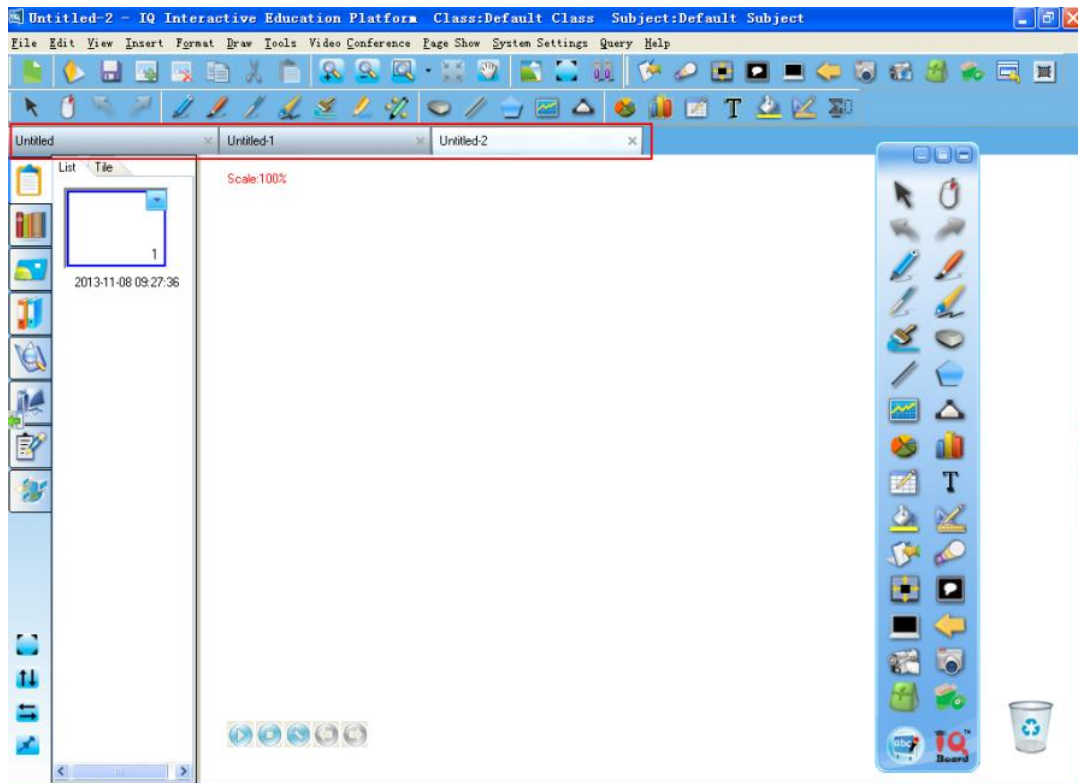 Untitled-2 - IQ Interactive Education Platform Class:Default Class Subject:Default Subject
File Edit View Insert Format Draw Tools Video Conference Page Show System Settings Query Help
Untitled Untitled-1 Untitled-2
List Tile
Scale:100%
1
2013-11-08 09:27:36
T
T
abc
iQ
Board